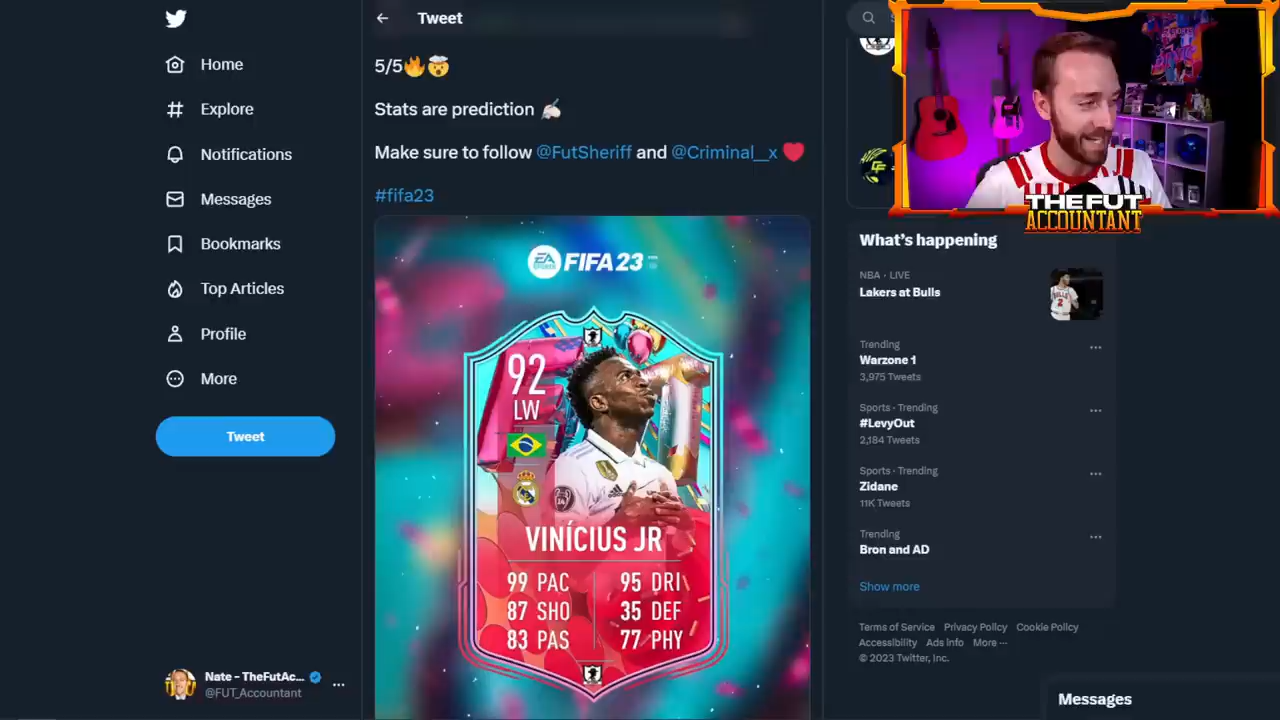 Home
Explore
Notifications
Messages
Bookmarks
Top Articles
Profile
More
Tweet
Nate - TheFutAc...
@FUT_Accountant
Tweet
5/5🔥🤯
Stats are prediction ✍🏻
Make sure to follow @FutSheriff and @Criminal__x ❤️
#fifa23
EA SPORTS FIFA 23
92
LW
VINÍCIUS JR
99 PAC 95 DRI
87 SHO 35 DEF
83 PAS 77 PHY
THE FUT
ACCOUNTANT
What's happening
NBA · LIVE
Lakers at Bulls
Trending
Warzone 1
3,975 Tweets
Sports · Trending
#LevyOut
2,184 Tweets
Sports · Trending
Zidane
11K Tweets
Trending
Bron and AD
Show more
Terms of Service Privacy Policy Cookie Policy
Accessibility Ads info More ···
© 2023 Twitter, Inc.
Messages